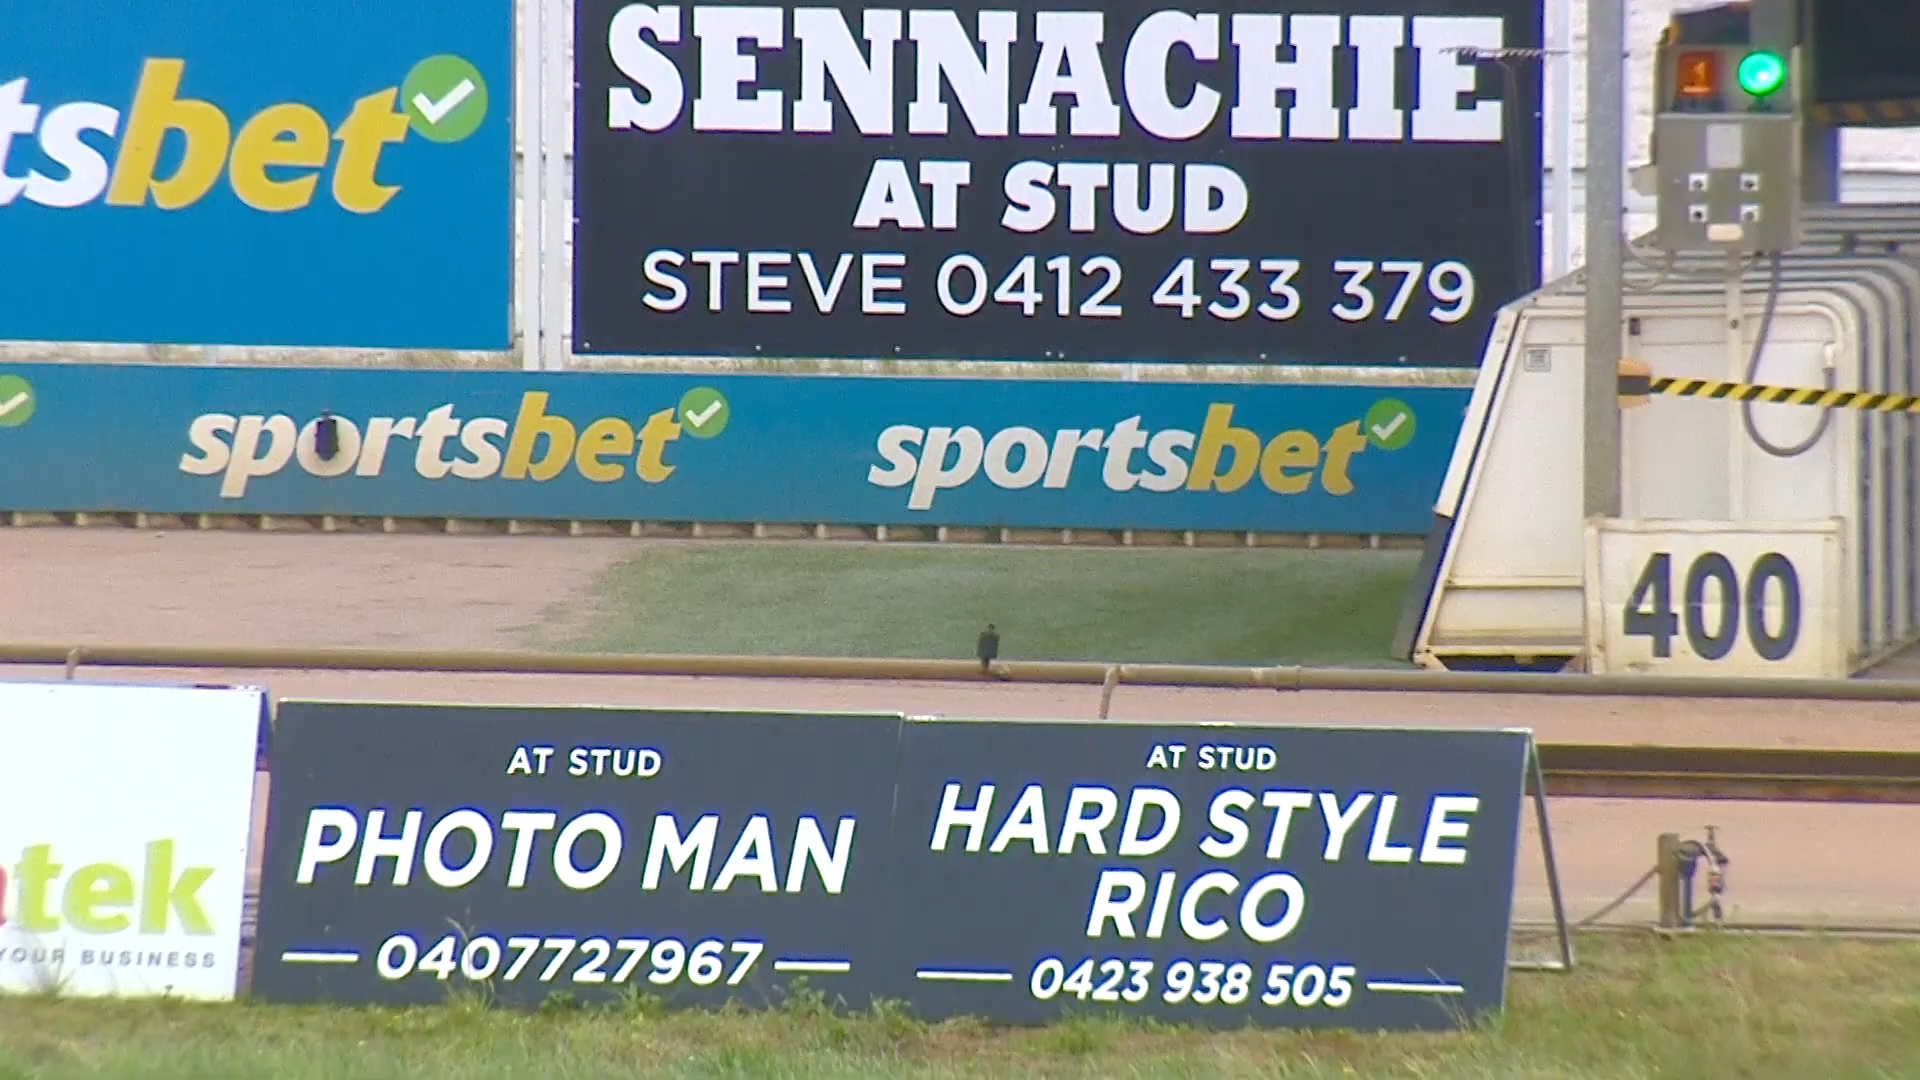 tsbet
SENNACHIE
AT STUD
STEVE 0412 433 379
sportsbet
sportsbet
400
AT STUD
PHOTO MAN
0407727967
AT STUD
HARD STYLE
RICO
0423 938 505
tek
YOUR BUSINESS